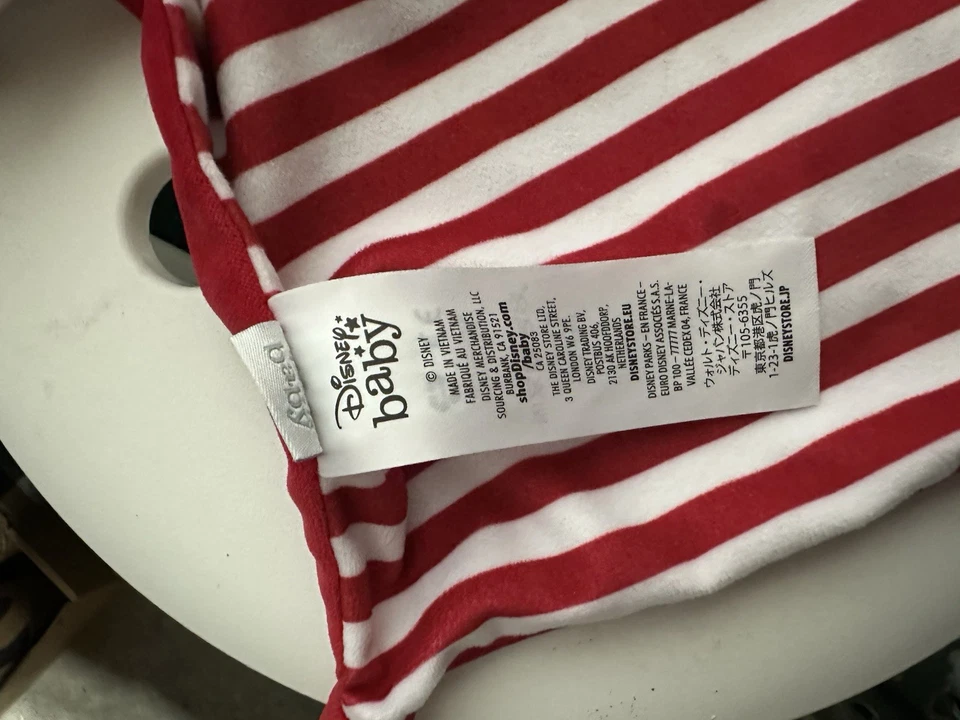 Disney
baby
© DISNEY
MADE IN VIETNAM
FABRIQUÉ AU VIETNAM
DISNEY MERCHANDISE
SOURCING & DISTRIBUTION, LLC
BURBANK, CA 91521
shopDisney.com
/baby
CA 25083
THE DISNEY STORE LTD,
3 QUEEN CAROLINE STREET,
LONDON W6 9PE.
DISNEY TRADING BV,
POSTBUS 406,
2130 AK HOOFDDORP,
NETHERLANDS
DISNEYSTORE.EU
DISNEY PARKS – EN FRANCE –
EURO DISNEY ASSOCIÉS S.A.S.
BP 100 – 77777 MARNE-LA-
VALLÉE CEDEX 04, FRANCE
ウォルト・ディズニー・
ジャパン株式会社
ディズニー・ストア
〒105-6355
東京都港区虎ノ門
1-23-1虎ノ門ヒルズ
DISNEYSTORE.JP